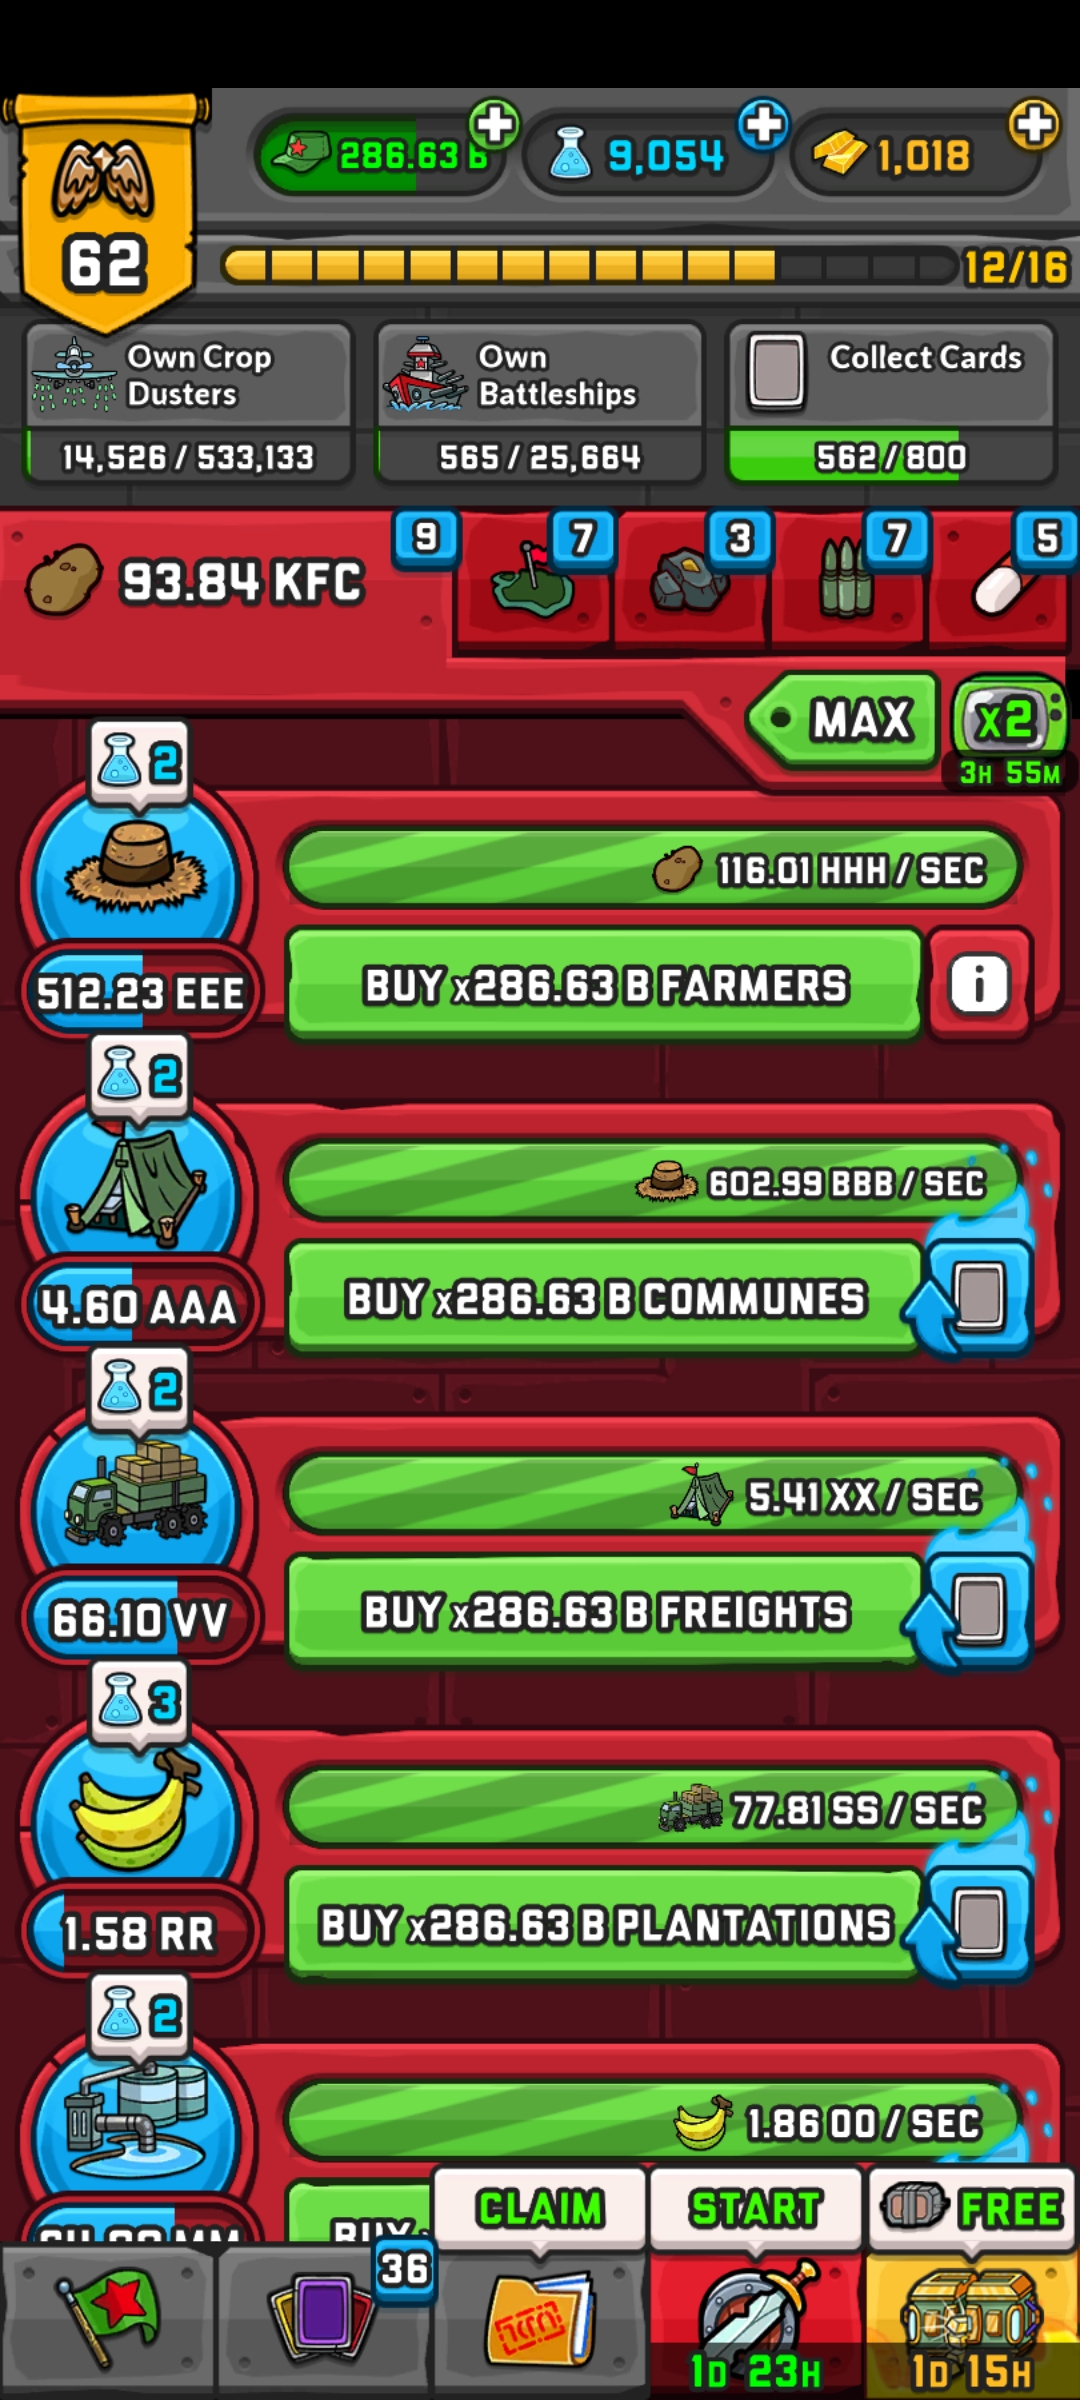 286.63 B
9,054
1,018
62
12/16
Own Crop
Dusters
14,526 / 533,133
Own
Battleships
565 / 25,664
Collect Cards
562 / 800
93.84 KFC
9
7
3
7
5
MAX
x2
3H 55M
2
116.01 HHH / SEC
512.23 EEE
BUY x286.63 B FARMERS
i
2
602.99 BBB / SEC
4.60 AAA
BUY x286.63 B COMMUNES
2
5.41 XX / SEC
66.10 VV
BUY x286.63 B FREIGHTS
3
77.81 SS / SEC
1.58 RR
BUY x286.63 B PLANTATIONS
2
1.86 OO / SEC
BUY
CLAIM
START
FREE
36
1D 23H
1D 15H